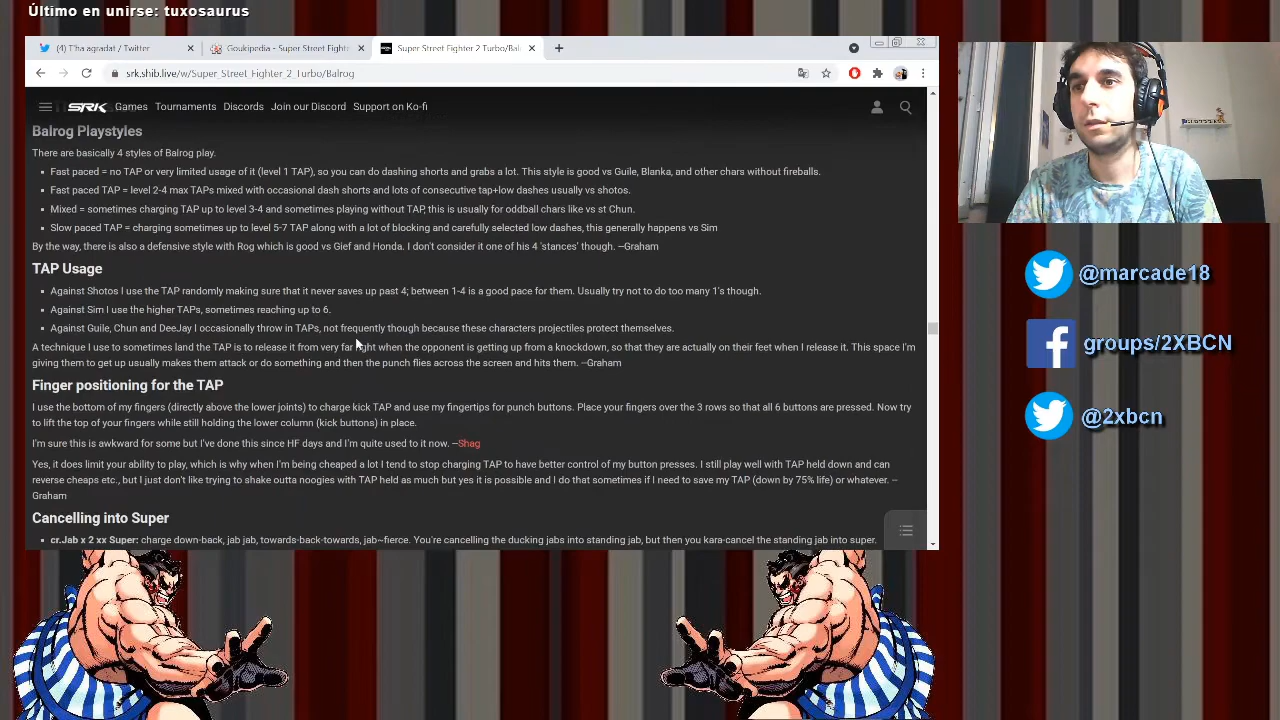 Último en unirse: tuxosaurus
(4) T'ha agradat / Twitter
Goukipedia - Super Street Fight
Super Street Fighter 2 Turbo/Bal
srk.shib.live/w/Super_Street_Fighter_2_Turbo/Balrog
SRK Games Tournaments Discords Join our Discord Support on Ko-fi
Balrog Playstyles
There are basically 4 styles of Balrog play.
Fast paced = no TAP or very limited usage of it (level 1 TAP), so you can do dashing shorts and grabs a lot. This style is good vs Guile, Blanka, and other chars without fireballs.
Fast paced TAP = level 2-4 max TAPs mixed with occasional dash shorts and lots of consecutive tap+low dashes usually vs shotos.
Mixed = sometimes charging TAP up to level 3-4 and sometimes playing without TAP, this is usually for oddball chars like vs st Chun.
Slow paced TAP = charging sometimes up to level 5-7 TAP along with a lot of blocking and carefully selected low dashes, this generally happens vs Sim
By the way, there is also a defensive style with Rog which is good vs Gief and Honda. I don't consider it one of his 4 'stances' though. —Graham
TAP Usage
Against Shotos I use the TAP randomly making sure that it never gets up past 4; between 1-4 is a good pace for them. Usually try not to do too many 1's though.
Against Sim I use the higher TAPs, sometimes reaching up to 6.
Against Guile, Chun and DeeJay I occasionally throw in TAPs, not frequently though because these characters projectiles protect themselves.
A technique I use to sometimes land the TAP is to release it from very far right when the opponent is getting up from a knockdown, so that they are actually on their feet when I release it. This space I'm
giving them to get up usually makes them attack or do something and then the punch flies across the screen and hits them. —Graham
Finger positioning for the TAP
I use the bottom of my fingers (directly above the lower joints) to charge kick TAP and use my fingertips for punch buttons. Place your fingers over the 3 rows so that all 6 buttons are pressed. Now try
to lift the top of your fingers while still holding the lower column (kick buttons) in place.
I'm sure this is awkward for some but I've done this since HF days and I'm quite used to it now. —Shag
Yes, it does limit your ability to play, which is why when I'm being cheaped a lot I tend to stop charging TAP to have better control of my button presses. I still play well with TAP held down and can
reverse cheaps etc., but I just don't like trying to shake outta noogies with TAP held as much but yes it is possible and I do that sometimes if I need to save my TAP (down by 75% life) or whatever. —
Graham
Cancelling into Super
cr.Jab x 2 xx Super: charge down-back, jab jab, towards-back-towards, jab~fierce. You're cancelling the ducking jabs into standing jab, but then you kara-cancel the standing jab into super.
@marcade18
groups/2XBCN
@2xbcn